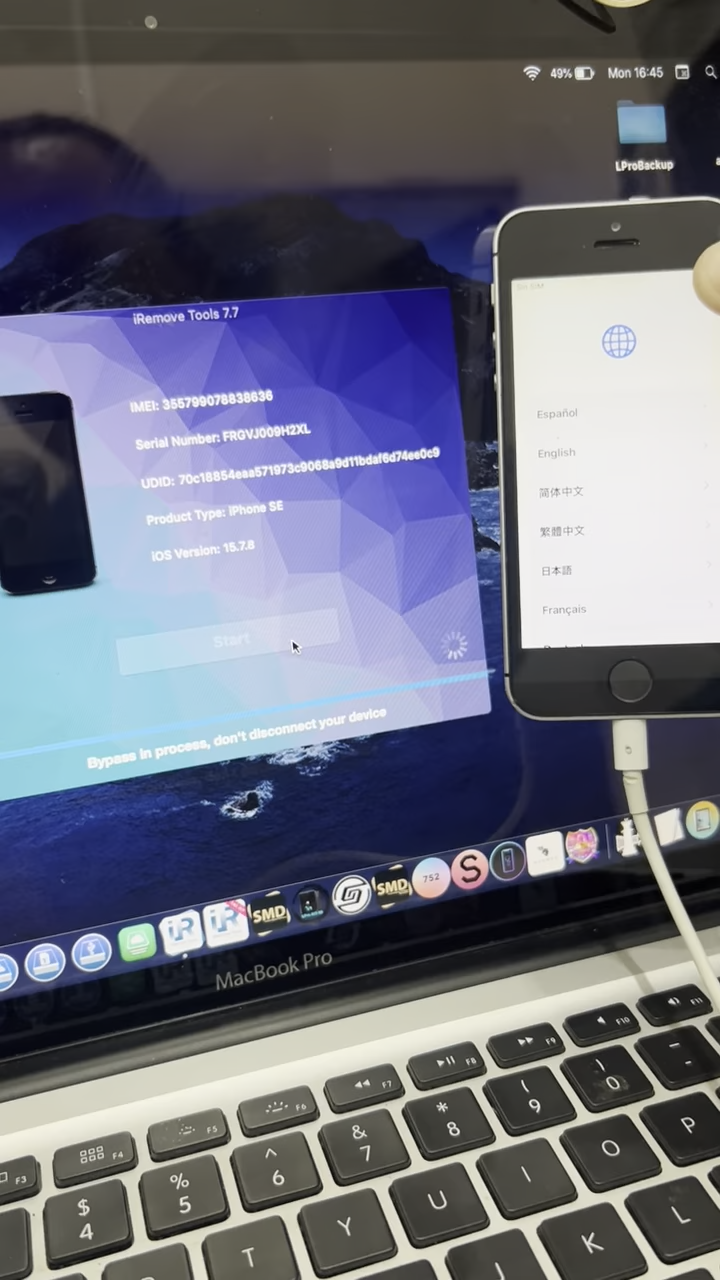 49%
Mon 16:45
LProBackup
iRemove Tools 7.7
IMEI: 355799078838636
Serial Number: FRGVJ009H2XL
UDID: 70c18854eaa571973c9068a9d11bdaf6d74ee0c9
Product Type: iPhone SE
iOS Version: 15.7.8
Start
Bypass in process, don't disconnect your device
Español
English
简体中文
繁體中文
日本語
Français
iR
iR
SMD
SMD
752
S
MacBook Pro
F3
F4
F5
F6
F7
F8
F9
F10
F11
$ 4
% 5
^ 6
& 7
* 8
( 9
) 0
T
Y
U
I
O
P
J
K
L